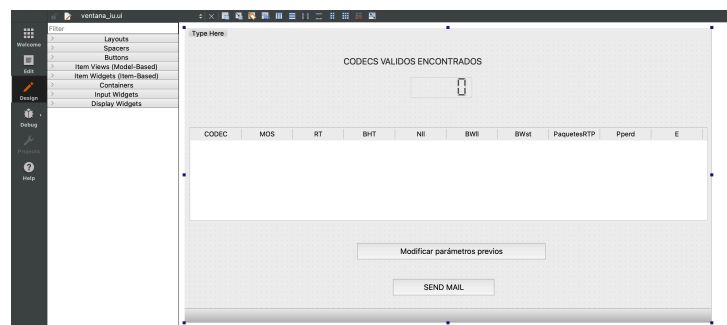 ventana_iu.ui
Filter
Type Here
Layouts
Welcome
Spacers
Buttons
Item Views (Model-Based)
CODECS VALIDOS ENCONTRADOS
Edit
Item Widgets (Item-Based)
Containers
0
Input Widgets
Design
Display Widgets
Debug
CODEC MOS RT BHT Nll BWll BWst PaquetesRTP Pperd E
Projects
Help
Modificar parámetros previos
SEND MAIL